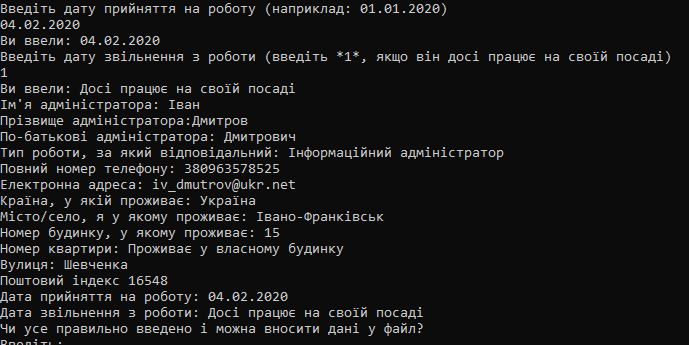 Введіть дату прийняття на роботу (наприклад: 01.01.2020)
04.02.2020
Ви ввели: 04.02.2020
Введіть дату звільнення з роботи (введіть *1*, якщо він досі працює на своїй посаді)
1
Ви ввели: Досі працює на своїй посаді
Ім'я адміністратора: Іван
Прізвище адміністратора:Дмитров
По-батькові адміністратора: Дмитрович
Тип роботи, за який відповідальний: Інформаційний адміністратор
Повний номер телефону: 380963578525
Електронна адреса: iv_dmutrov@ukr.net
Країна, у якій проживає: Україна
Місто/село, я у якому проживає: Івано-Франківськ
Номер будинку, у якому проживає: 15
Номер квартири: Проживає у власному будинку
Вулиця: Шевченка
Поштовий індекс 16548
Дата прийняття на роботу: 04.02.2020
Дата звільнення з роботи: Досі працює на своїй посаді
Чи усе правильно введено і можна вносити дані у файл?
Введіть: